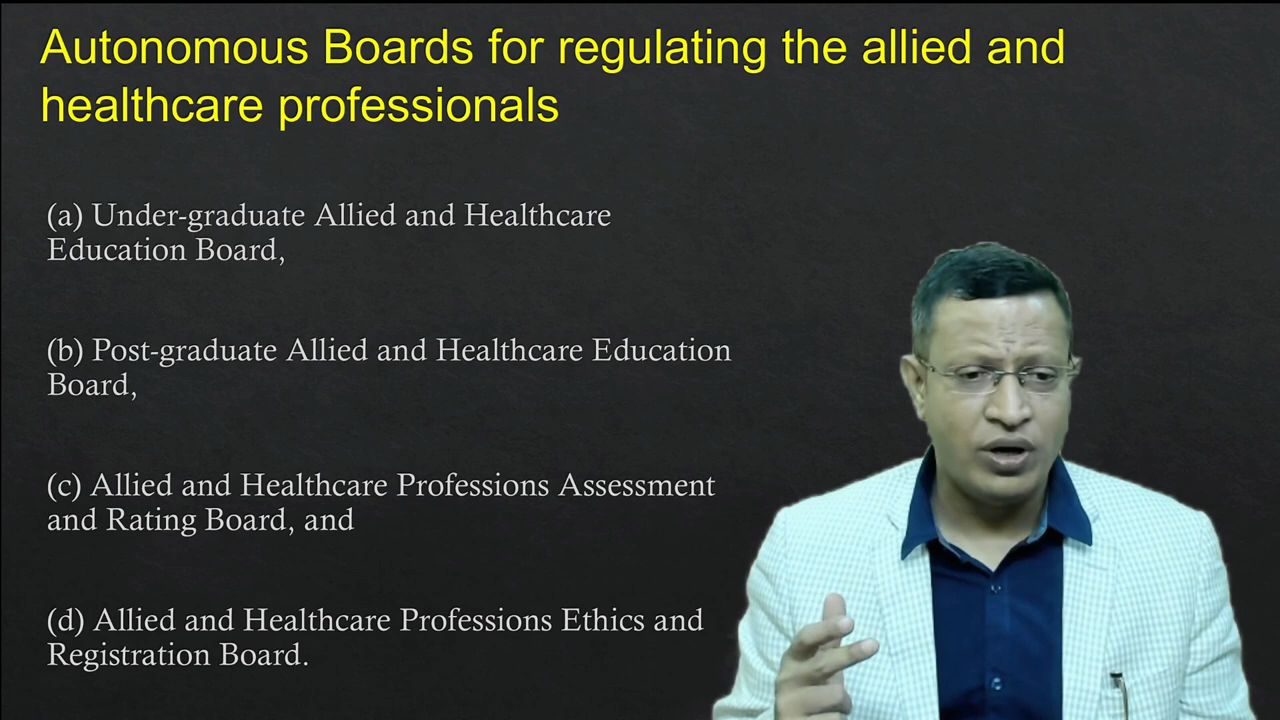 Autonomous Boards for regulating the allied and
healthcare professionals
(a) Under-graduate Allied and Healthcare
Education Board,
(b) Post-graduate Allied and Healthcare Education
Board,
(c) Allied and Healthcare Professions Assessment
and Rating Board, and
(d) Allied and Healthcare Professions Ethics and
Registration Board.